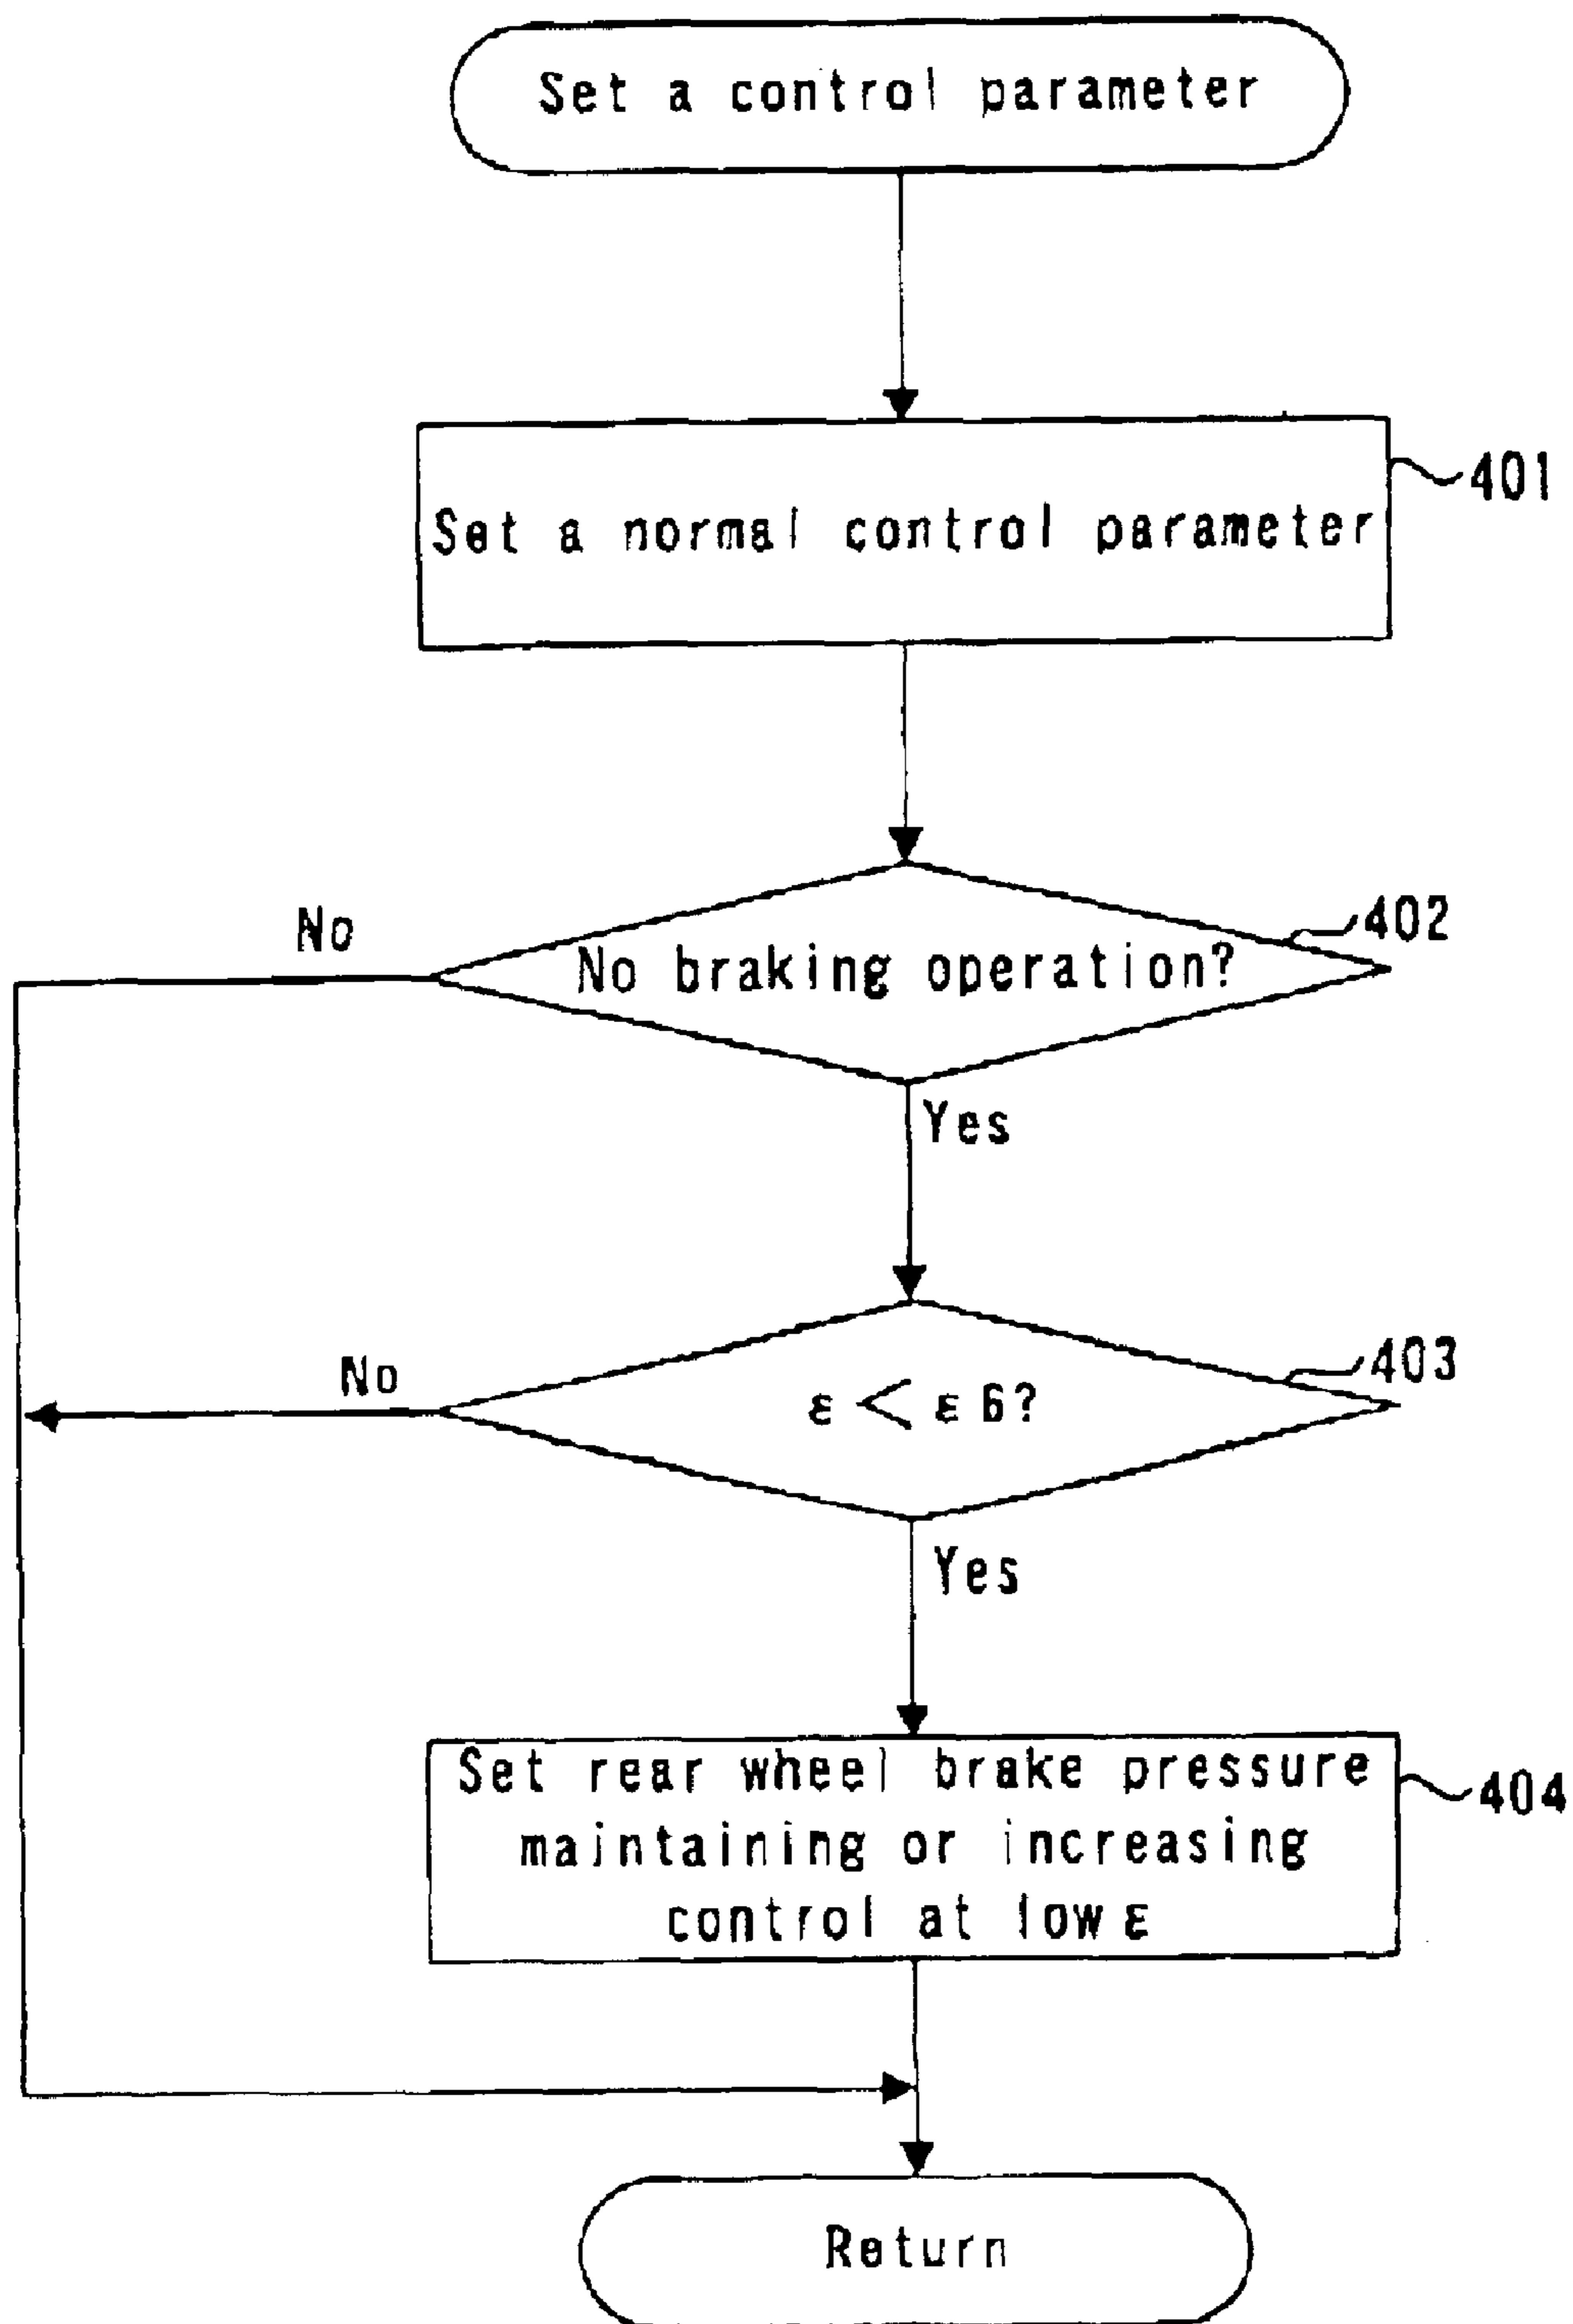 Set a control parameter
401
Set a normal control parameter
402
No
No braking operation?
Yes
403
No
ε < ε6?
Yes
Set rear wheel brake pressure
404
maintaining or increasing
control at low ε
Return